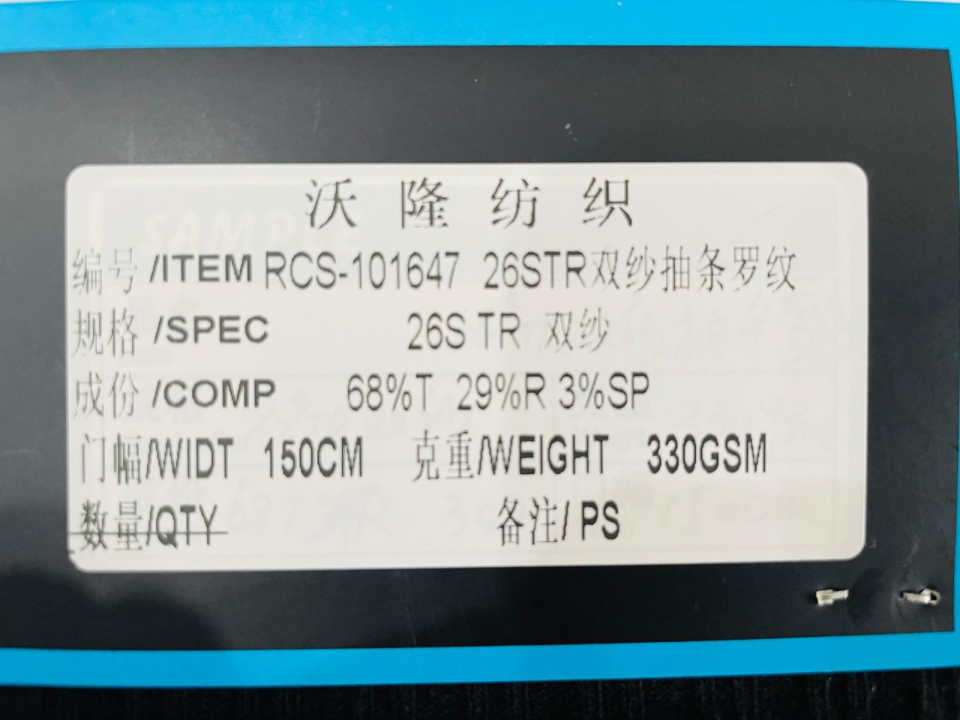 沃隆纺织
编号/ITEM RCS-101647 26STR双纱抽条罗纹
规格/SPEC 26S TR 双纱
成份/COMP 68%T 29%R 3%SP
门幅/WIDT 150CM 克重/WEIGHT 330GSM
数量/QTY 备注/ PS